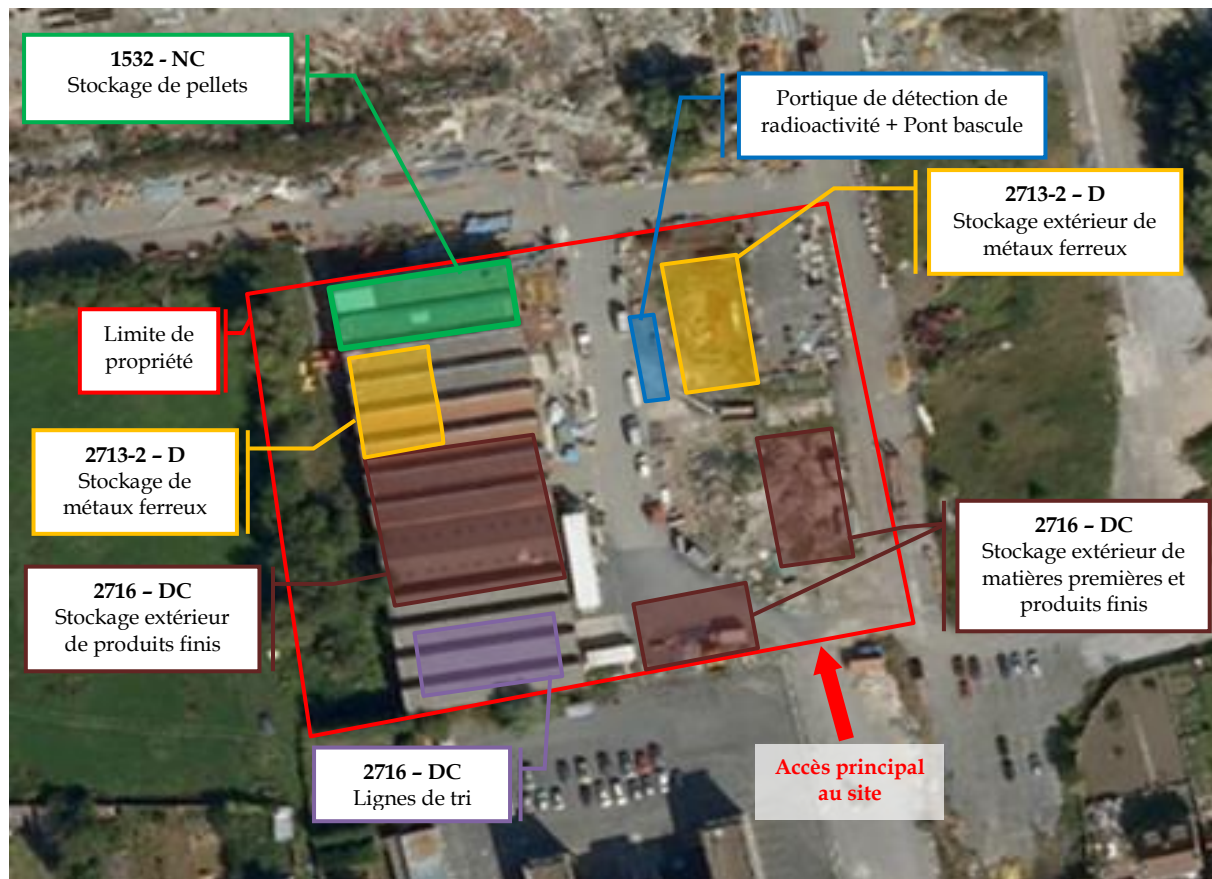 1532 - NC
Stockage de pellets
Portique de détection de
radioactivité + Pont bascule
2713-2 – D
Stockage extérieur de
métaux ferreux
Limite de
propriété
2713-2 – D
Stockage de
métaux ferreux
2716 – DC
Stockage extérieur de
matières premières et
produits finis
2716 – DC
Stockage extérieur
de produits finis
2716 – DC
Lignes de tri
Accès principal
au site